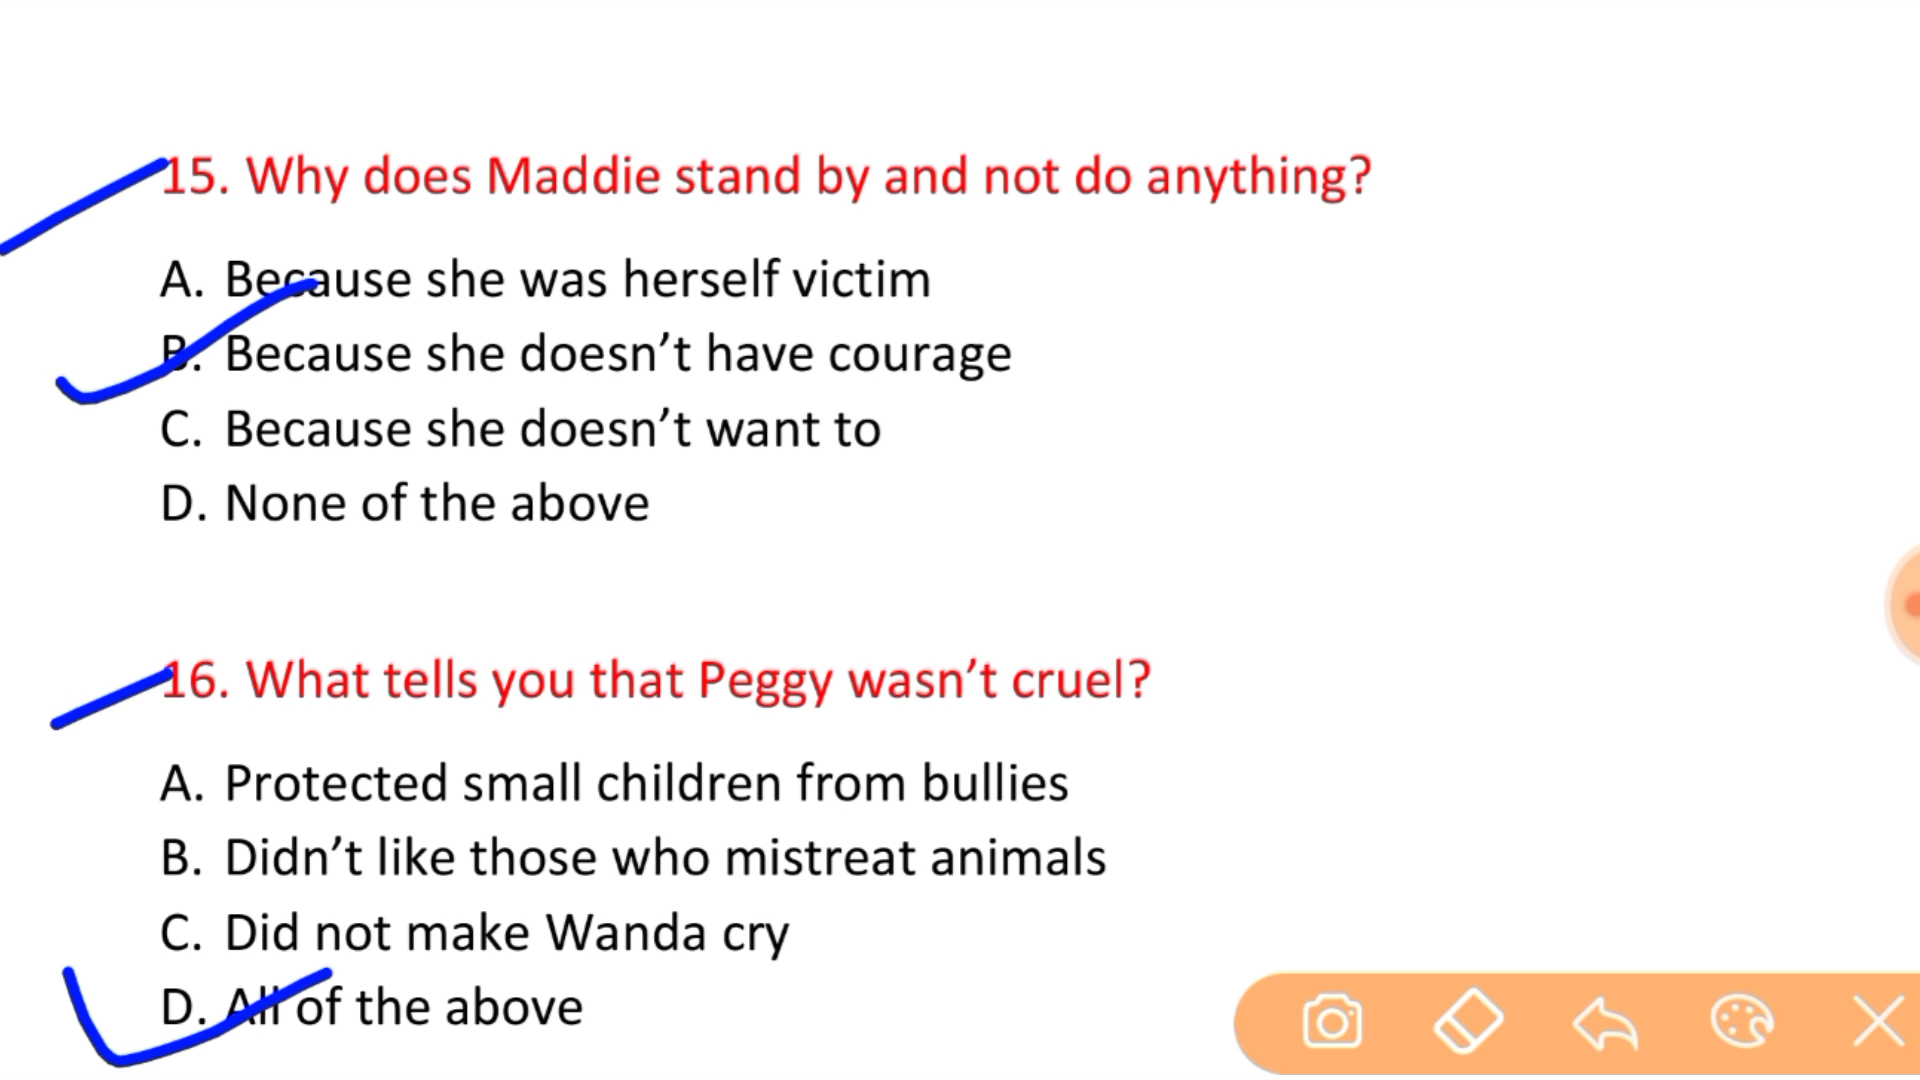 15. Why does Maddie stand by and not do anything?
A. Because she was herself victim
B. Because she doesn’t have courage
C. Because she doesn’t want to
D. None of the above
16. What tells you that Peggy wasn’t cruel?
A. Protected small children from bullies
B. Didn’t like those who mistreat animals
C. Did not make Wanda cry
D. All of the above